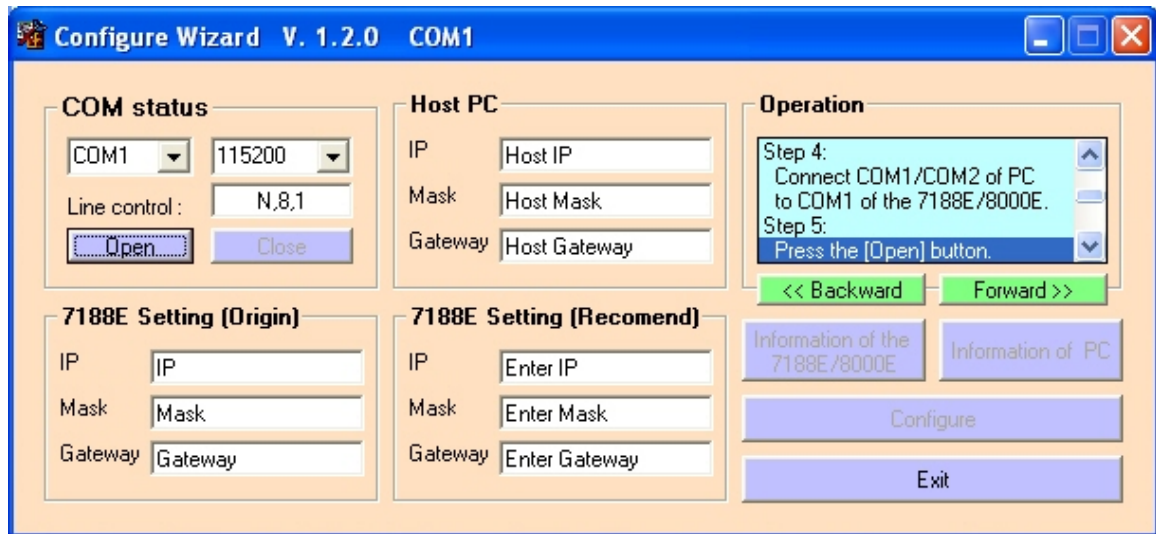 Configure Wizard V. 1.2.0 COM1
COM status
COM1 115200
Line control : N,8,1
Open Close
Host PC
IP Host IP
Mask Host Mask
Gateway Host Gateway
Operation
Step 4:
Connect COM1/COM2 of PC
to COM1 of the 7188E/8000E.
Step 5:
Press the [Open] button.
<< Backward Forward >>
7188E Setting (Origin)
IP IP
Mask Mask
Gateway Gateway
7188E Setting (Recomend)
IP Enter IP
Mask Enter Mask
Gateway Enter Gateway
Information of the
7188E/8000E
Information of PC
Configure
Exit